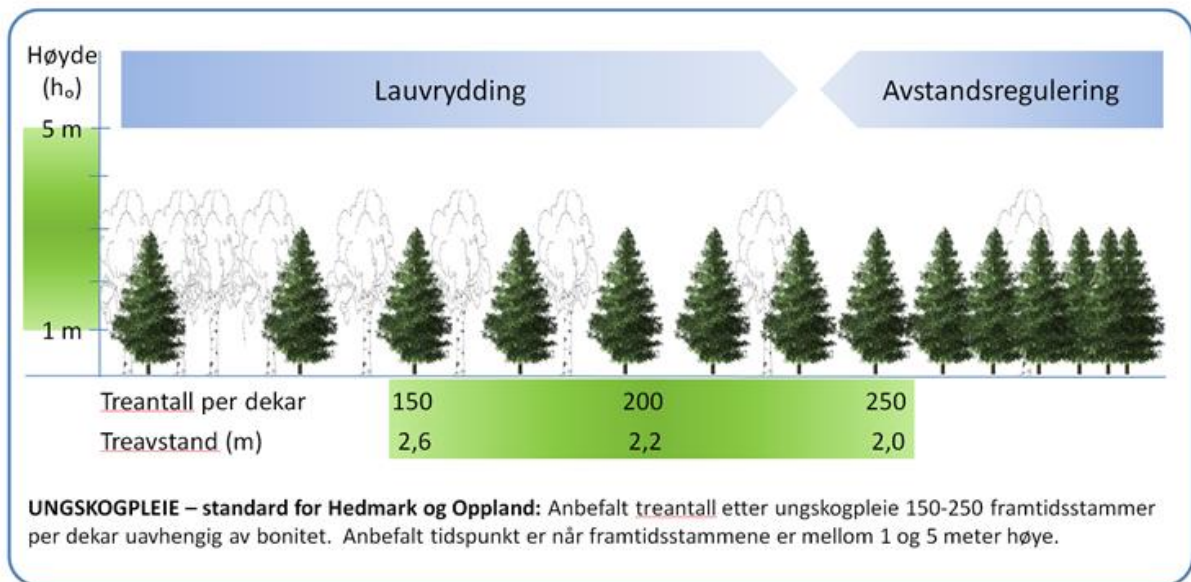 Høyde
(hₒ)
Lauvrydding
Avstandsregulering
5 m
1 m
Treantall per dekar 150 200 250
Treavstand (m) 2,6 2,2 2,0
UNGSKOGPLEIE – standard for Hedmark og Oppland: Anbefalt treantall etter ungskogpleie 150-250 framtidsstammer
per dekar uavhengig av bonitet. Anbefalt tidspunkt er når framtidsstammene er mellom 1 og 5 meter høye.